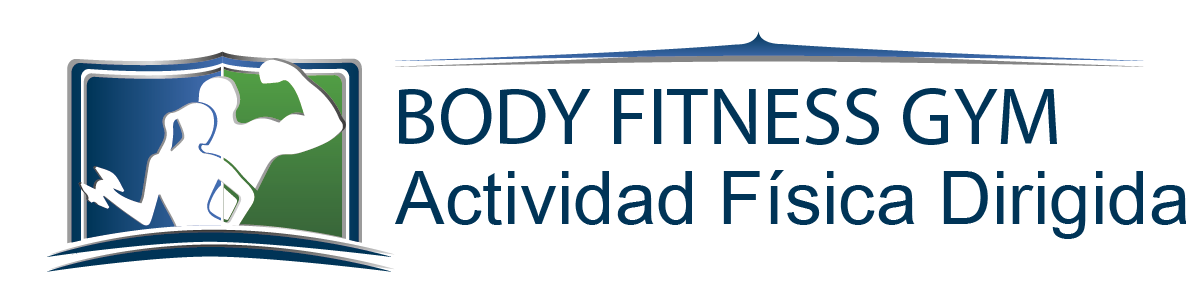 BODY FITNESS GYM
Actividad Física Dirigida